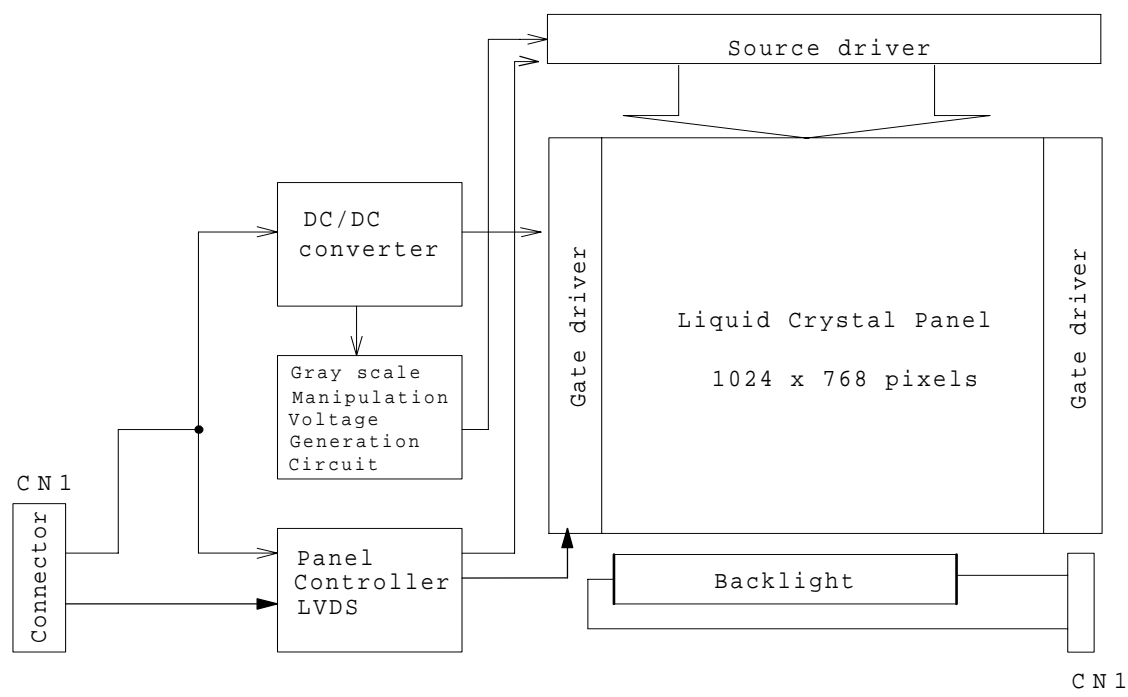 Source driver
DC/DC
converter
Gate driver
Liquid Crystal Panel
1024 x 768 pixels
Gate driver
Gray scale
Manipulation
Voltage
Generation
Circuit
CN1
Connector
Panel
Controller
LVDS
Backlight
CN1